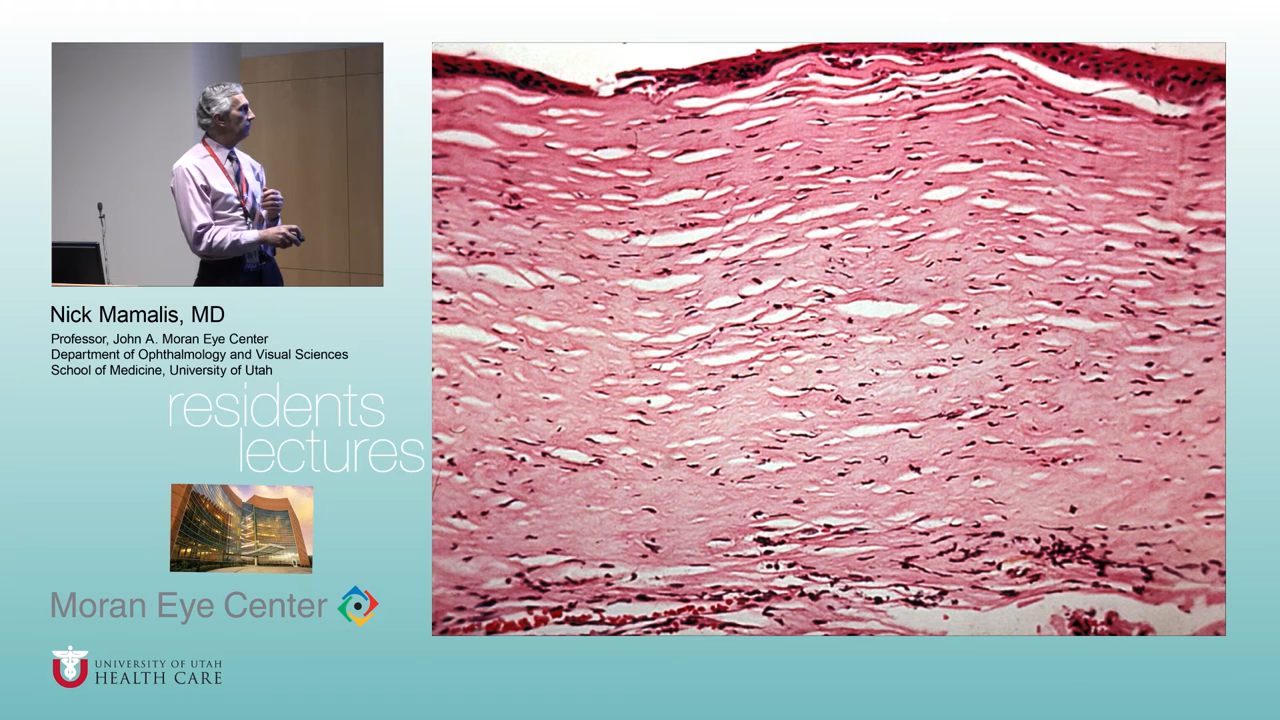 Nick Mamalis, MD
Professor, John A. Moran Eye Center
Department of Ophthalmology and Visual Sciences
School of Medicine, University of Utah
residents
lectures
Moran Eye Center
UNIVERSITY OF UTAH
HEALTH CARE